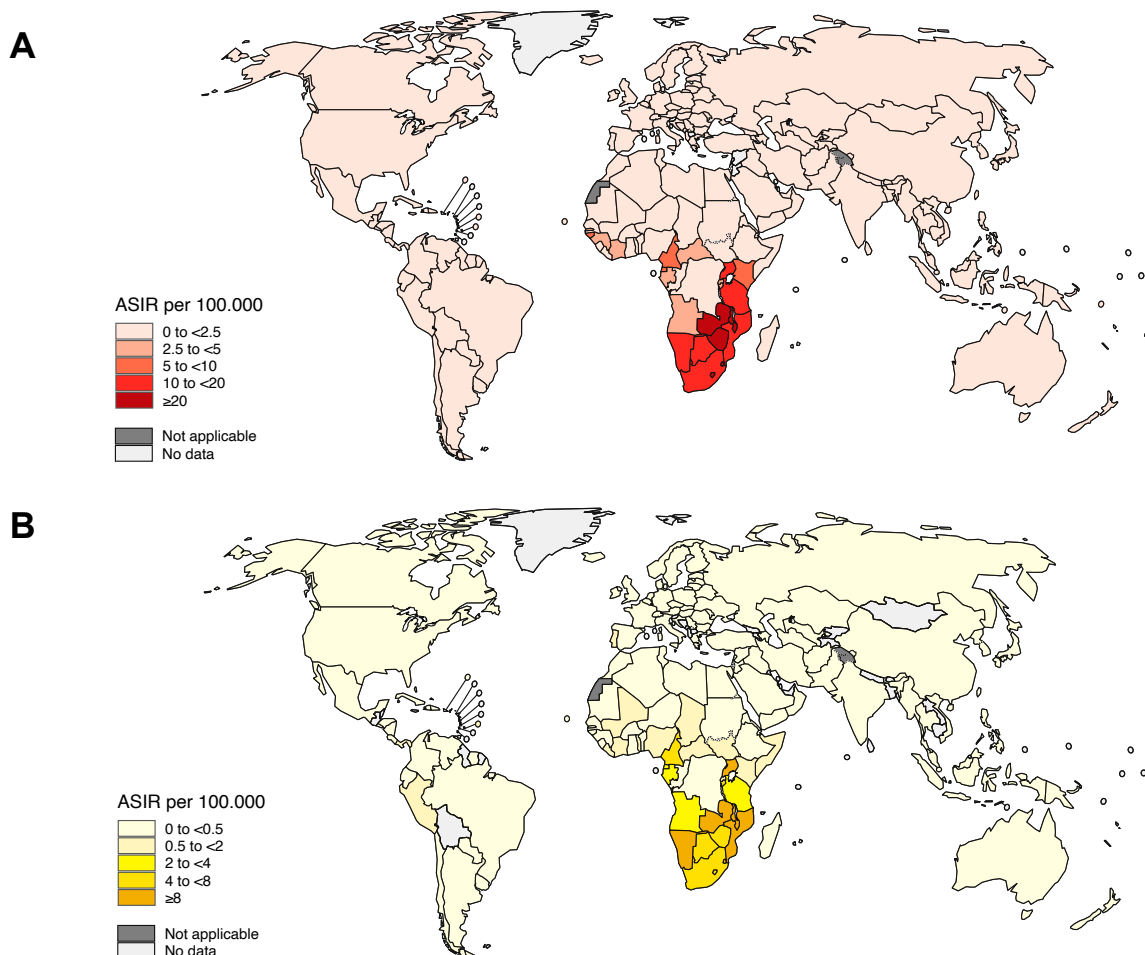 A
ASIR per 100.000
0 to <2.5
2.5 to <5
5 to <10
10 to <20
≥20
Not applicable
No data
B
ASIR per 100.000
0 to <0.5
0.5 to <2
2 to <4
4 to <8
≥8
Not applicable
No data